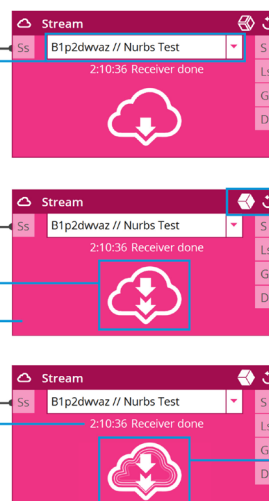 Stream
Ss B1p2dwvaz // Nurbs Test S
2:10:36 Receiver done
Ls
G
D
Stream
Ss B1p2dwvaz // Nurbs Test S
2:10:36 Receiver done
Ls
G
D
Stream
Ss B1p2dwvaz // Nurbs Test S
2:10:36 Receiver done
Ls
G
D